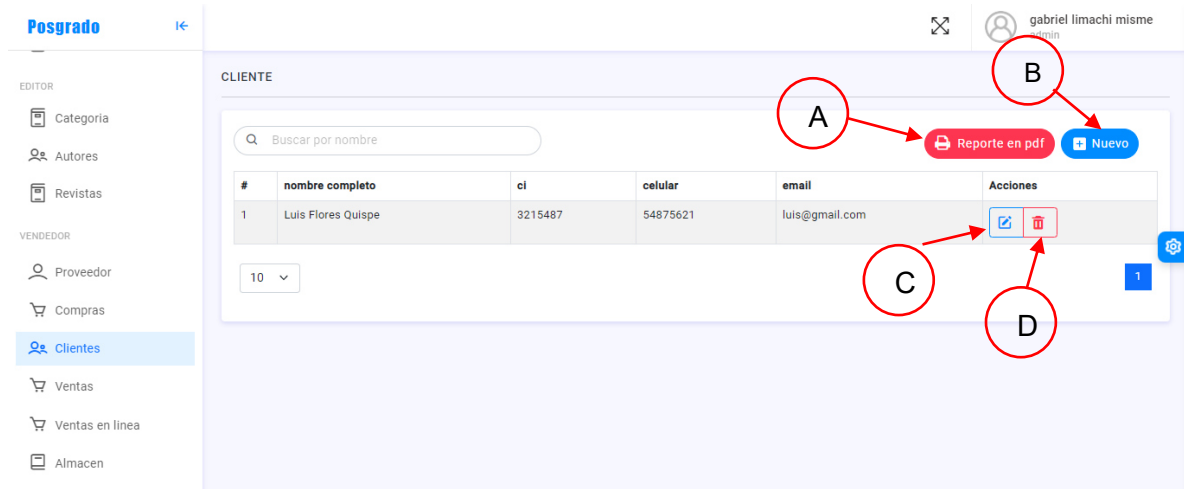 Posgrado
gabriel limachi misme
admin
EDITOR
Categoria
Autores
Revistas
VENDEDOR
Proveedor
Compras
Clientes
Ventas
Ventas en linea
Almacen
CLIENTE
A
B
Buscar por nombre
Reporte en pdf
Nuevo
# nombre completo ci celular email Acciones
1 Luis Flores Quispe 3215487 54875621 luis@gmail.com
10
1
C
D